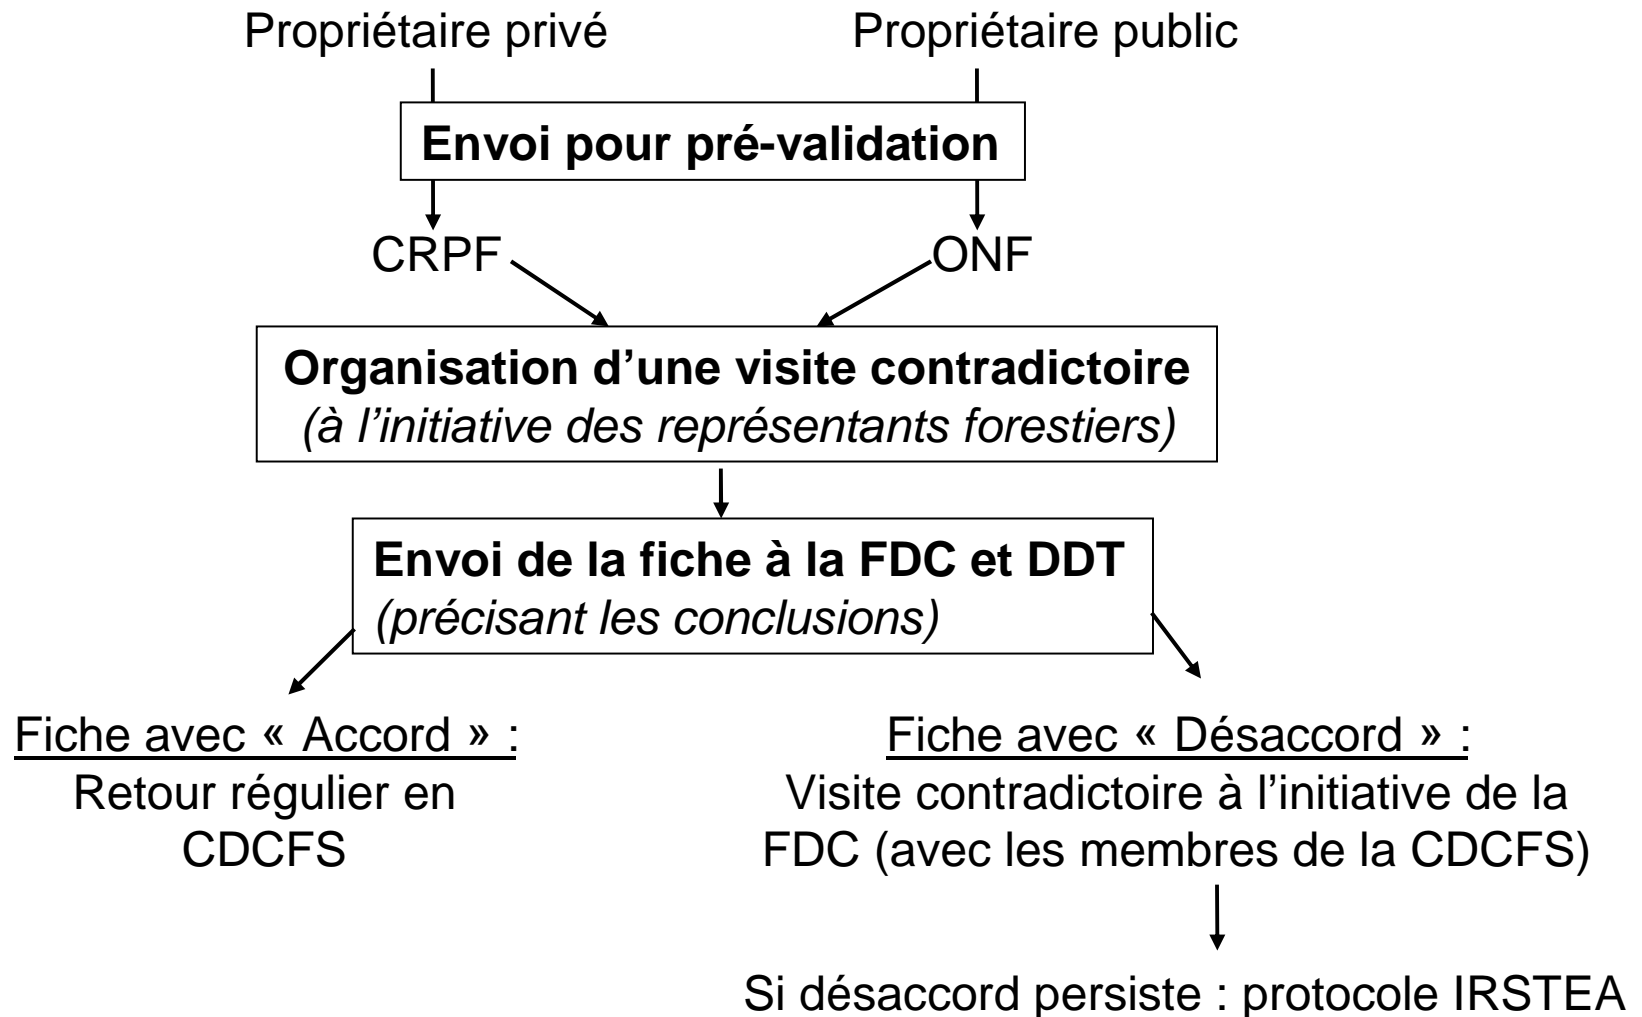 Propriétaire privé
Propriétaire public
Envoi pour pré-validation
CRPF
ONF
Organisation d’une visite contradictoire
(à l’initiative des représentants forestiers)
Envoi de la fiche à la FDC et DDT
(précisant les conclusions)
Fiche avec « Accord » :
Retour régulier en
CDCFS
Fiche avec « Désaccord » :
Visite contradictoire à l’initiative de la
FDC (avec les membres de la CDCFS)
Si désaccord persiste : protocole IRSTEA